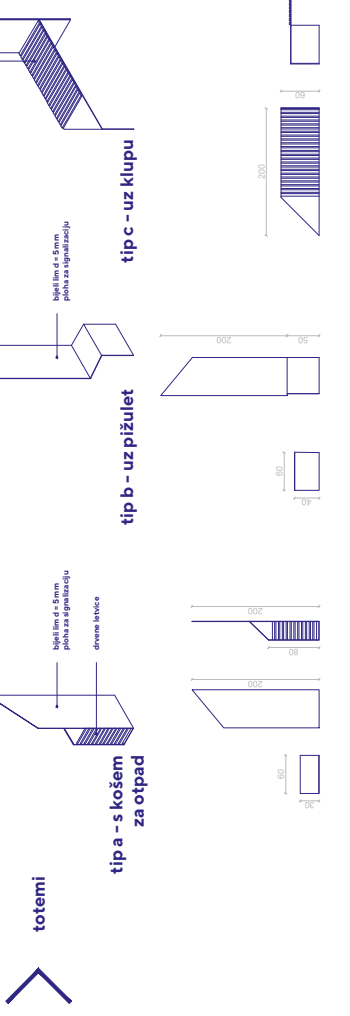 totemi
tip a – s košem
za otpad
bijeli lim d = 5 mm
ploha za signalizaciju
drvene letvice
200
80
200
60
30
tip b – uz pižulet
bijeli lim d = 5 mm
ploha za signalizaciju
200
50
60
40
tip c – uz klupu
60
200